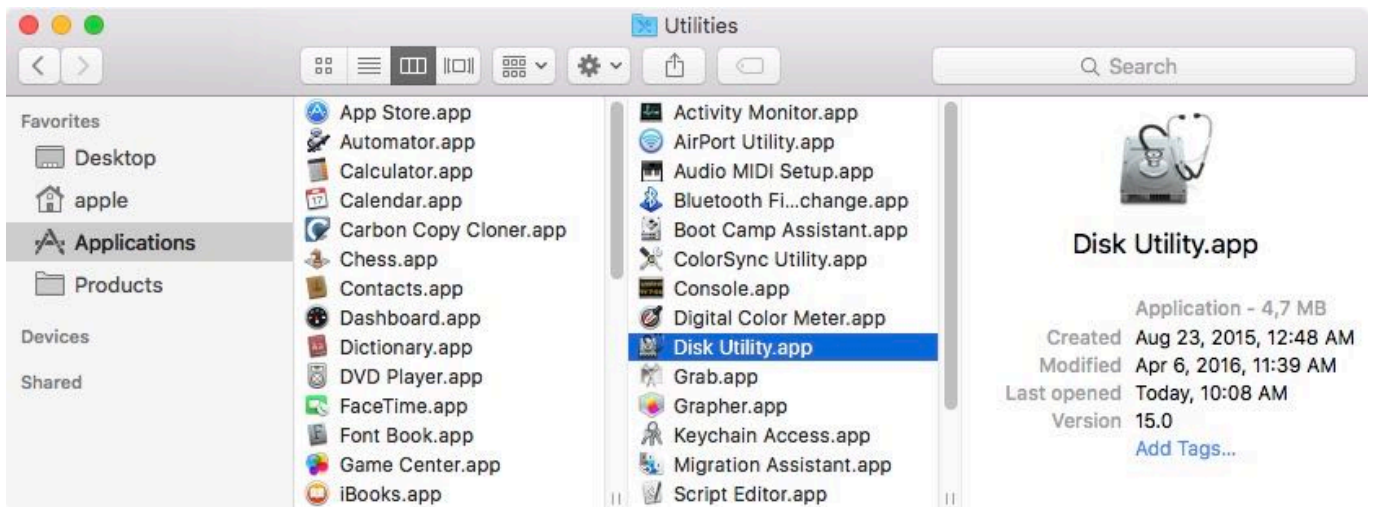 Utilities
Search
Favorites
Desktop
apple
Applications
Products
Devices
Shared
App Store.app
Automator.app
Calculator.app
Calendar.app
Carbon Copy Cloner.app
Chess.app
Contacts.app
Dashboard.app
Dictionary.app
DVD Player.app
FaceTime.app
Font Book.app
Game Center.app
iBooks.app
Activity Monitor.app
AirPort Utility.app
Audio MIDI Setup.app
Bluetooth Fi...change.app
Boot Camp Assistant.app
ColorSync Utility.app
Console.app
Digital Color Meter.app
Disk Utility.app
Grab.app
Grapher.app
Keychain Access.app
Migration Assistant.app
Script Editor.app
Disk Utility.app
Application - 4,7 MB
Created Aug 23, 2015, 12:48 AM
Modified Apr 6, 2016, 11:39 AM
Last opened Today, 10:08 AM
Version 15.0
Add Tags...